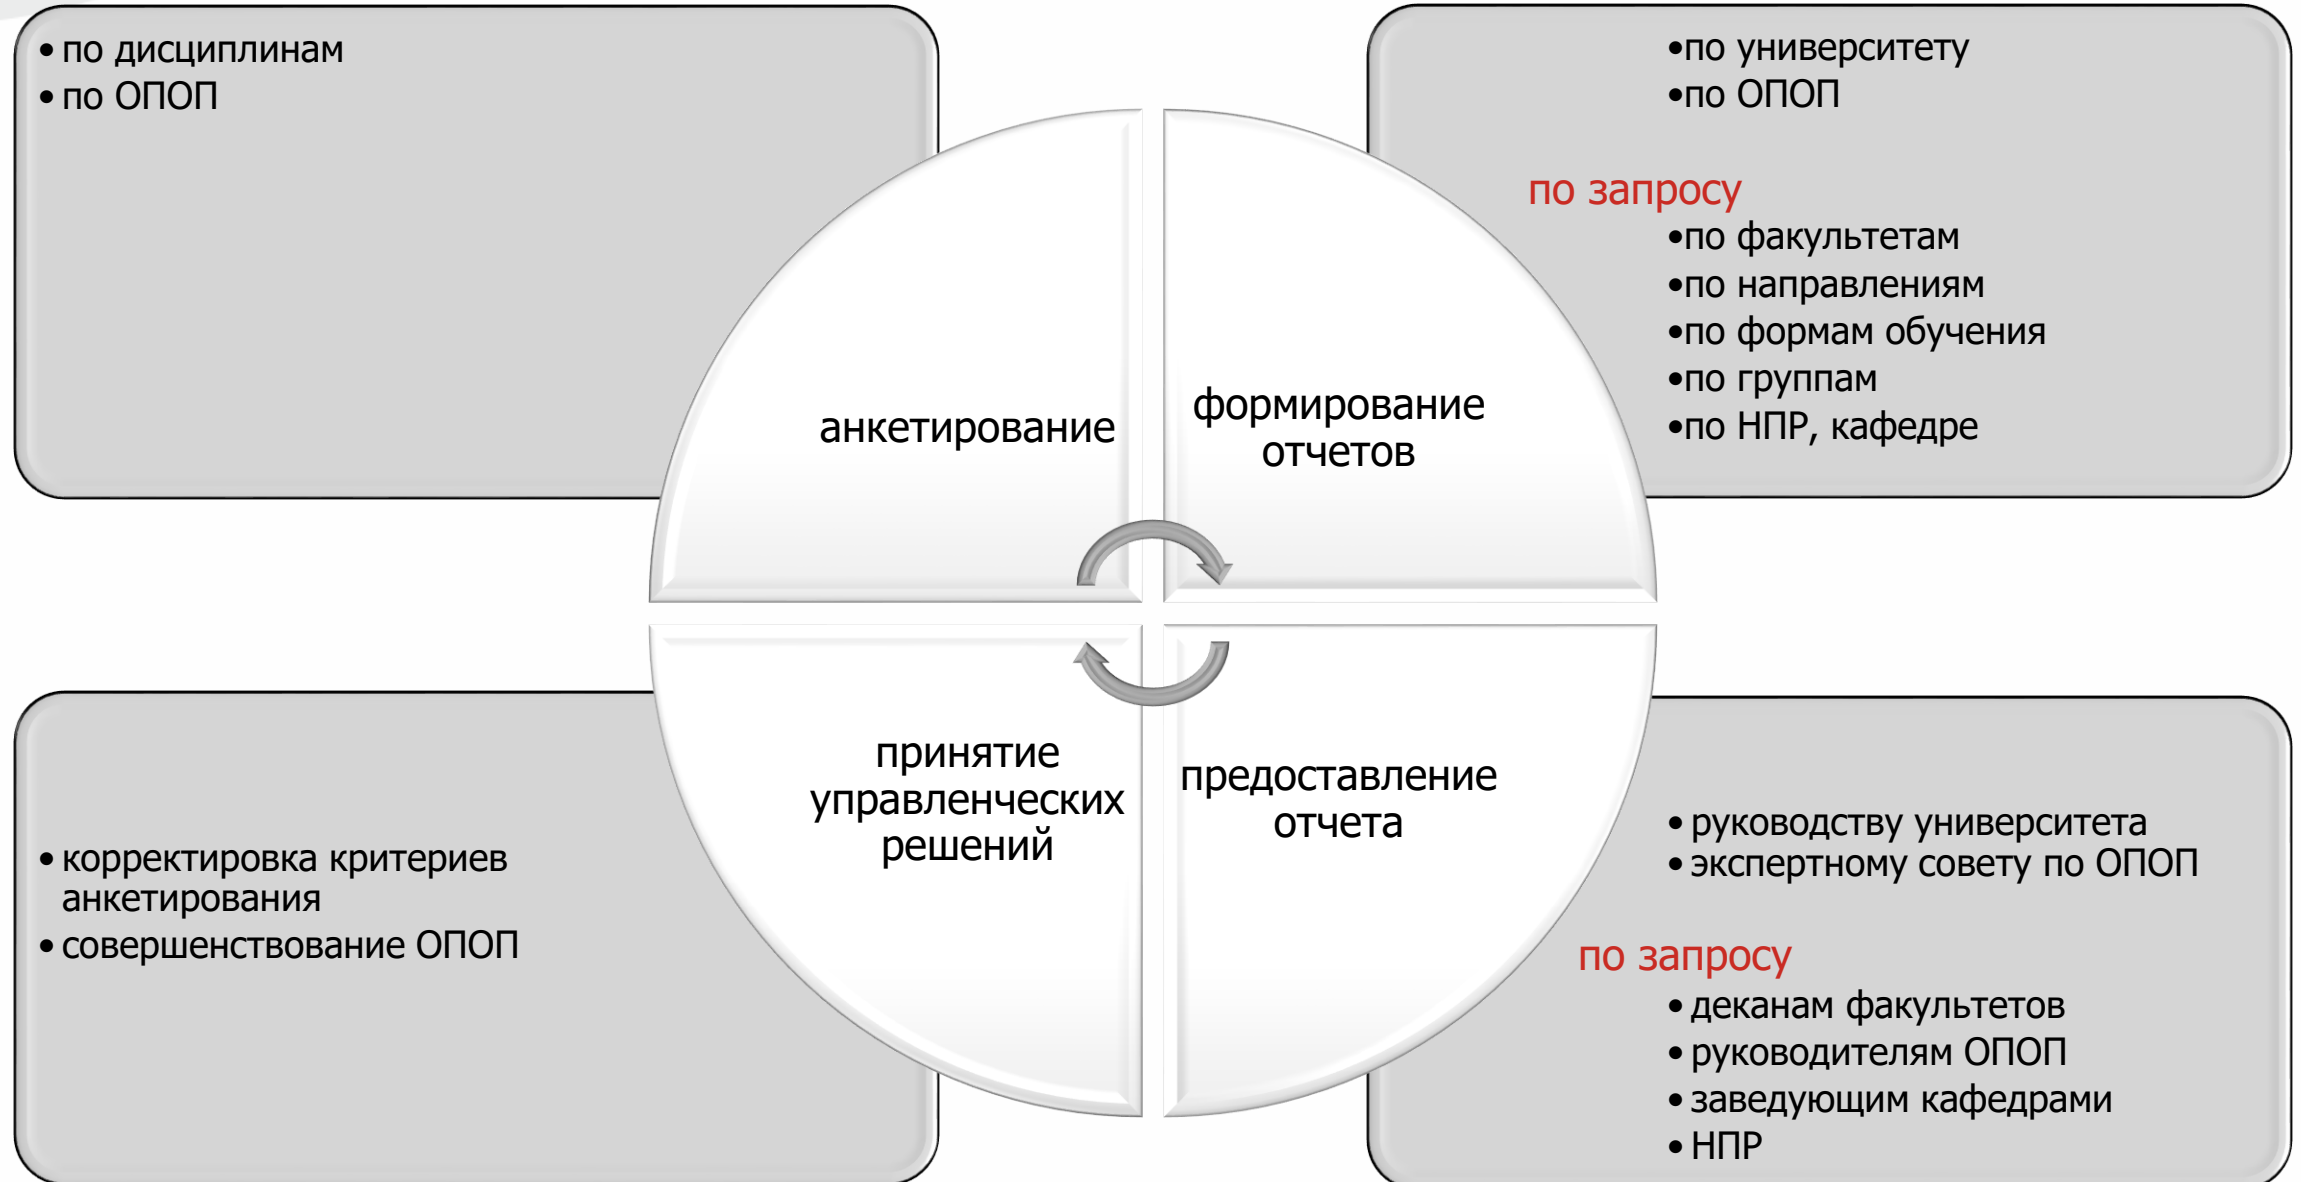 • по дисциплинам
• по ОПОП
•по университету
•по ОПОП
по запросу
•по факультетам
•по направлениям
•по формам обучения
•по группам
•по НПР, кафедре
анкетирование
формирование
отчетов
принятие
управленческих
решений
предоставление
отчета
• корректировка критериев
анкетирования
• совершенствование ОПОП
• руководству университета
• экспертному совету по ОПОП
по запросу
• деканам факультетов
• руководителям ОПОП
• заведующим кафедрами
• НПР